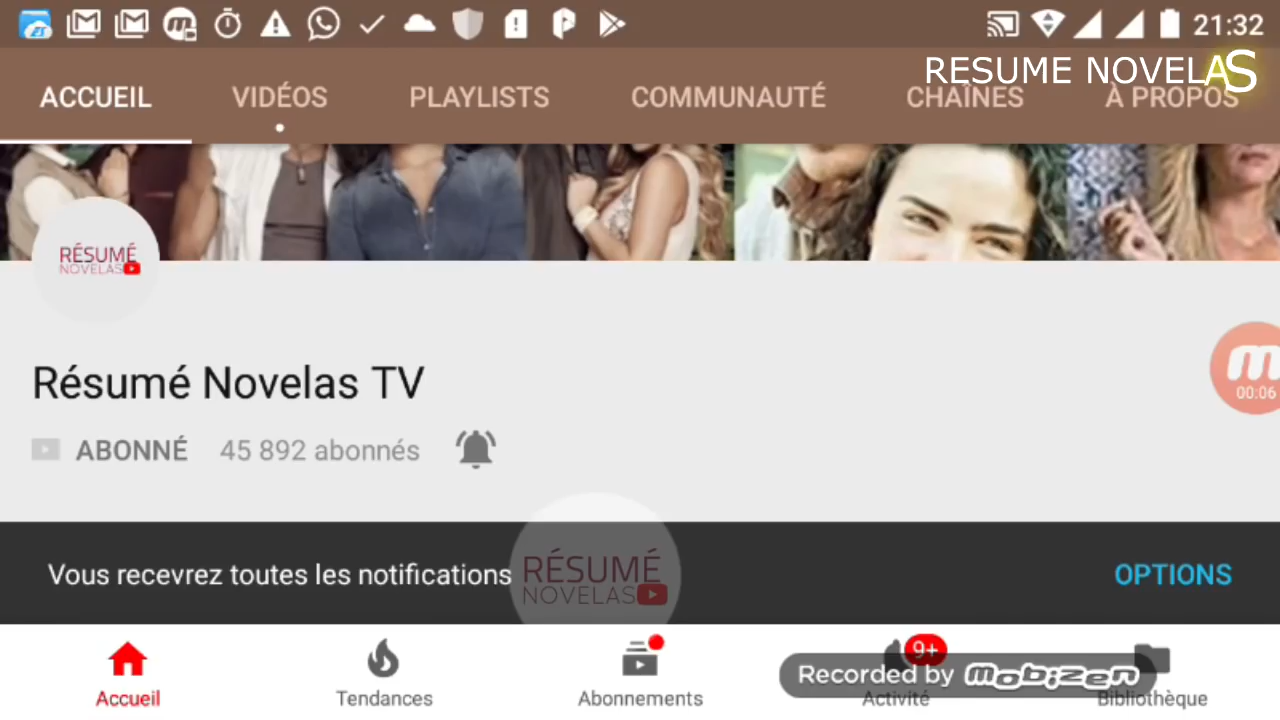 21:32
RESUME NOVELAS
ACCUEIL VIDÉOS PLAYLISTS COMMUNAUTÉ CHAÎNES À PROPOS
RÉSUMÉ
NOVELAS
Résumé Novelas TV
00:06
ABONNÉ 45 892 abonnés
Vous recevrez toutes les notifications OPTIONS
RÉSUMÉ
NOVELAS
9+
Recorded by mobizen
Accueil Tendances Abonnements Activité Bibliothèque